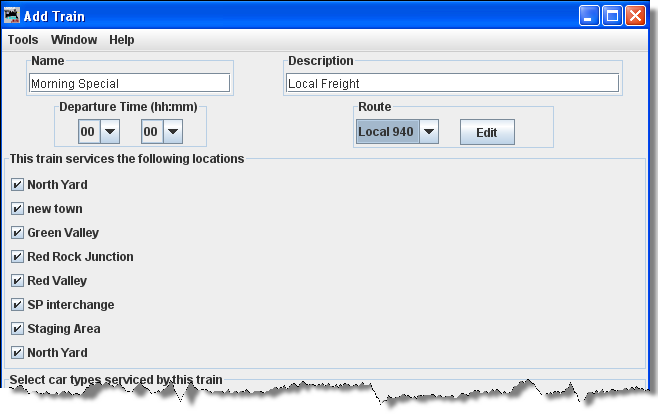 Add Train
Tools Window Help
Name Description
Morning Special Local Freight
Departure Time (hh:mm) Route
00 00 Local 940 Edit
This train services the following locations
North Yard
new town
Green Valley
Red Rock Junction
Red Valley
SP interchange
Staging Area
North Yard
Select car types serviced by this train